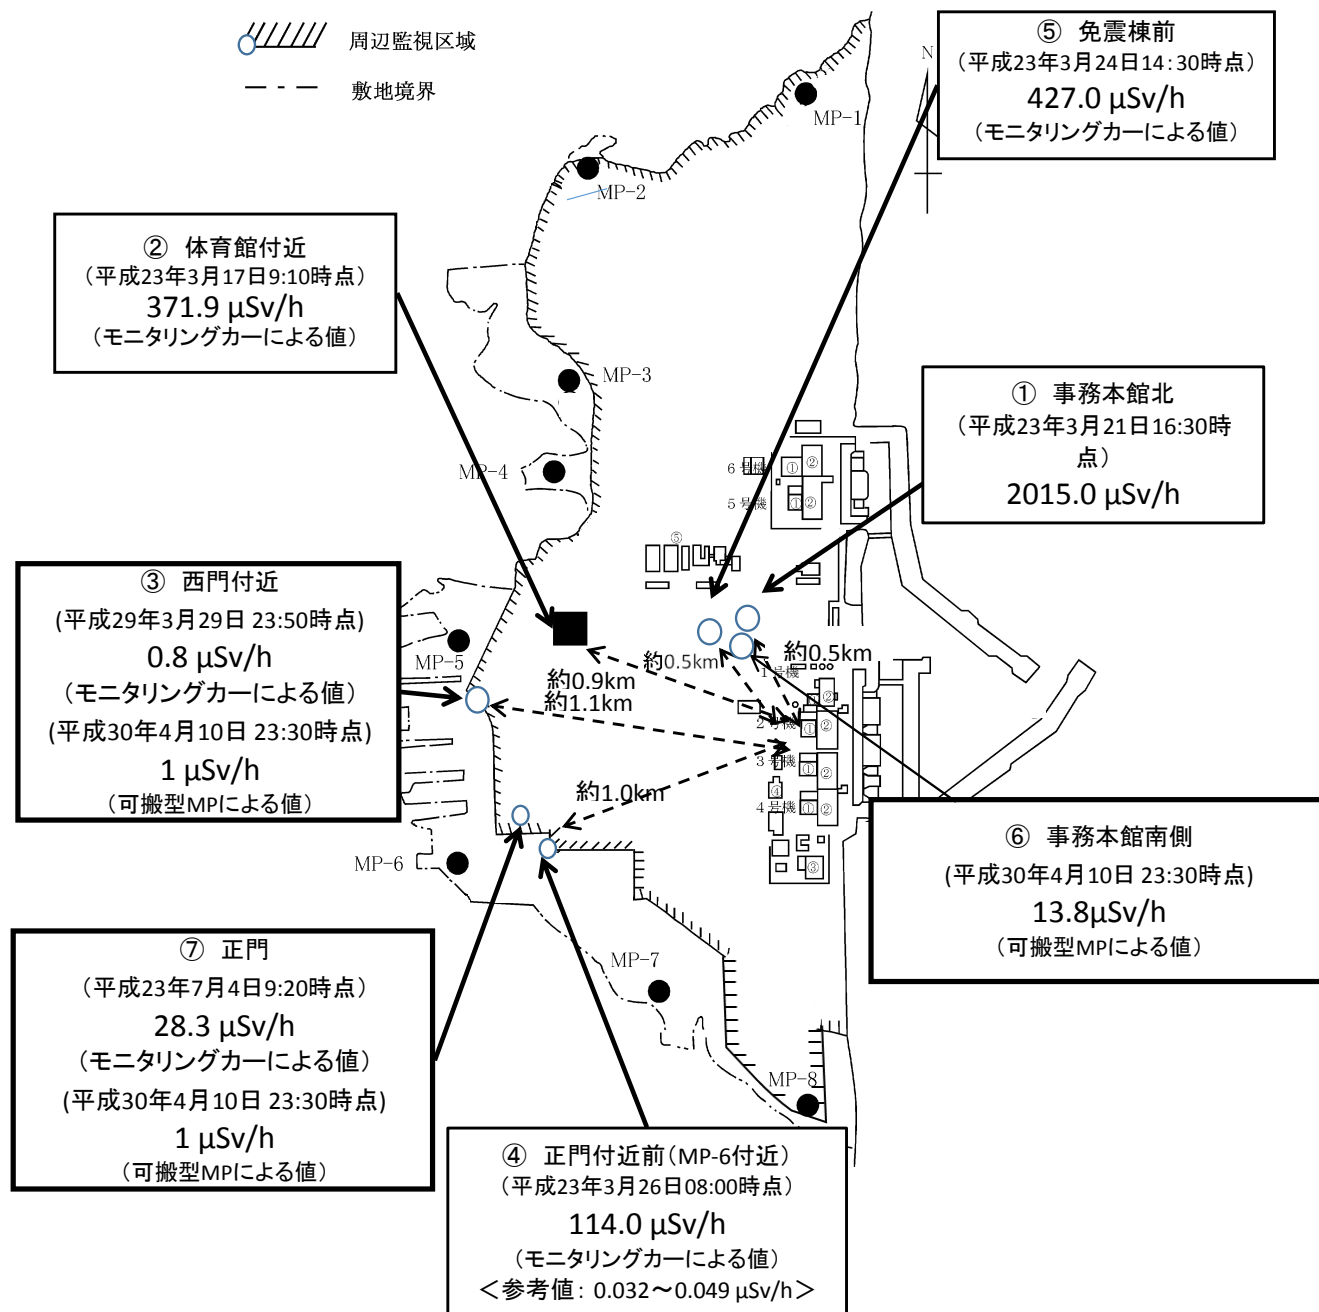 周辺監視区域
敷地境界
⑤ 免震棟前
(平成23年3月24日14:30時点)
427.0 μSv/h
(モニタリングカーによる値)
N
MP-1
MP-2
② 体育館付近
(平成23年3月17日9:10時点)
371.9 μSv/h
(モニタリングカーによる値)
MP-3
① 事務本館北
(平成23年3月21日16:30時
点)
2015.0 μSv/h
MP-4
6号機
①
②
5号機
①
②
⑤
③ 西門付近
(平成29年3月29日 23:50時点)
0.8 μSv/h
(モニタリングカーによる値)
(平成30年4月10日 23:30時点)
1 μSv/h
(可搬型MPによる値)
MP-5
約0.5km
約0.5km
約0.9km
約1.1km
1号機
②
2号機
①
②
3号機
①
②
約1.0km
④
4号機
①
②
③
MP-6
⑥ 事務本館南側
(平成30年4月10日 23:30時点)
13.8μSv/h
(可搬型MPによる値)
⑦ 正門
(平成23年7月4日9:20時点)
28.3 μSv/h
(モニタリングカーによる値)
(平成30年4月10日 23:30時点)
1 μSv/h
(可搬型MPによる値)
MP-7
MP-8
④ 正門付近前(MP-6付近)
(平成23年3月26日08:00時点)
114.0 μSv/h
(モニタリングカーによる値)
<参考値: 0.032～0.049 μSv/h>